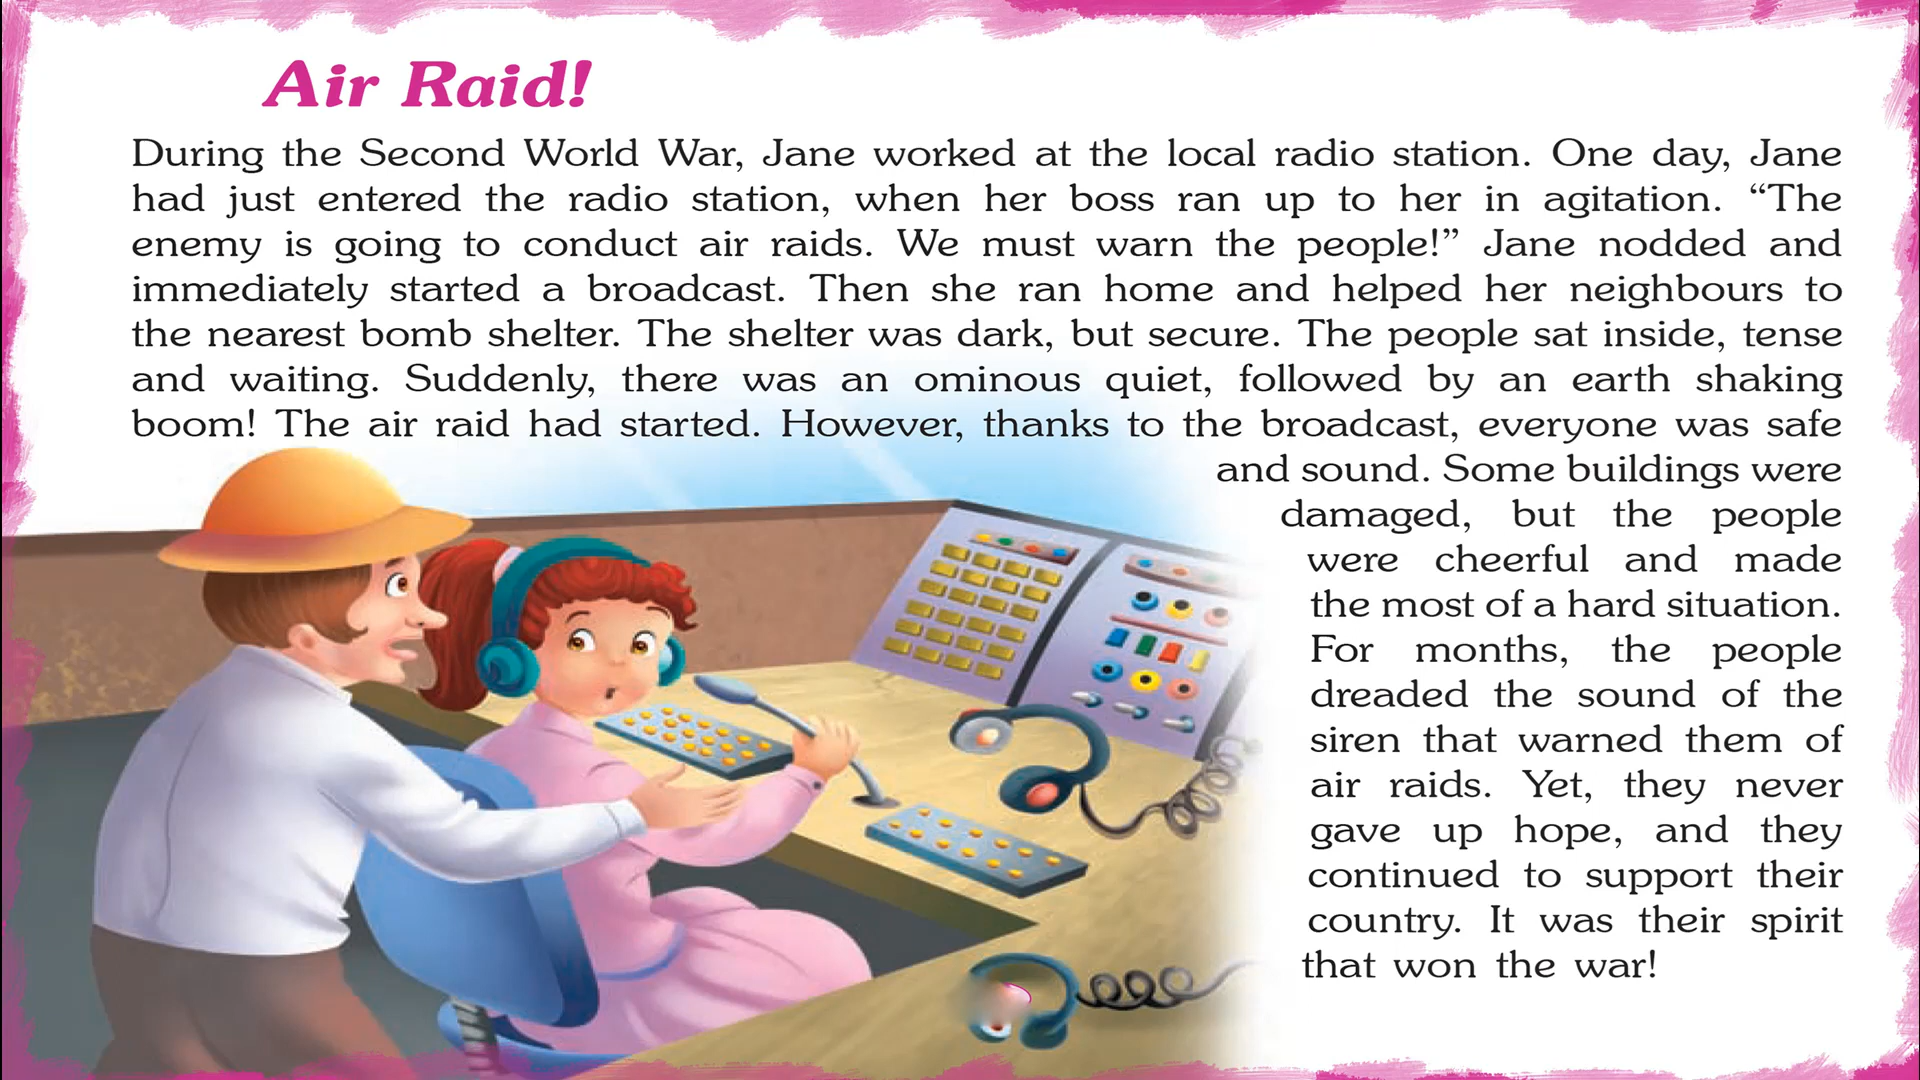 Air Raid!
During the Second World War, Jane worked at the local radio station. One day, Jane
had just entered the radio station, when her boss ran up to her in agitation. “The
enemy is going to conduct air raids. We must warn the people!” Jane nodded and
immediately started a broadcast. Then she ran home and helped her neighbours to
the nearest bomb shelter. The shelter was dark, but secure. The people sat inside, tense
and waiting. Suddenly, there was an ominous quiet, followed by an earth shaking
boom! The air raid had started. However, thanks to the broadcast, everyone was safe
and sound. Some buildings were
damaged, but the people
were cheerful and made
the most of a hard situation.
For months, the people
dreaded the sound of the
siren that warned them of
air raids. Yet, they never
gave up hope, and they
continued to support their
country. It was their spirit
that won the war!